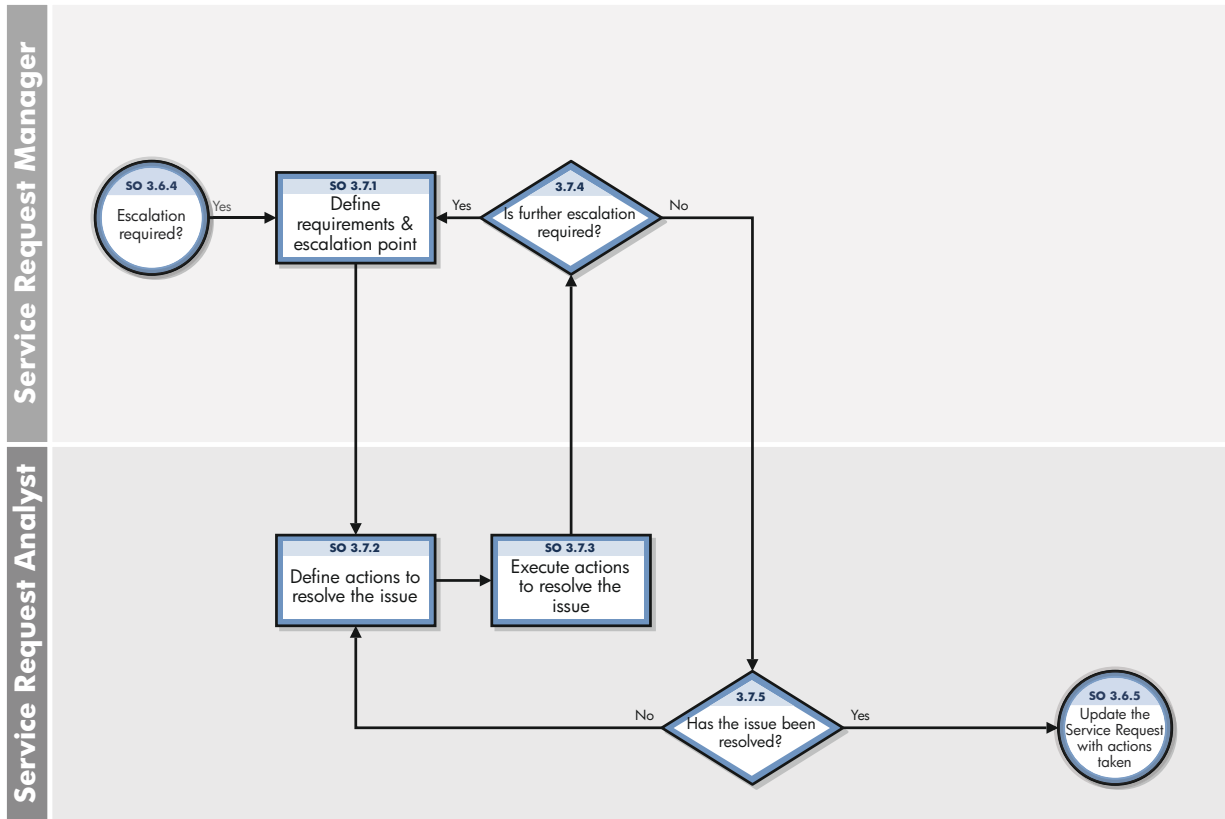 Service Request Manager
SO 3.6.4
Escalation
required?
Yes
SO 3.7.1
Define
requirements &
escalation point
Yes
3.7.4
Is further escalation
required?
No
Service Request Analyst
SO 3.7.2
Define actions to
resolve the issue
SO 3.7.3
Execute actions
to resolve the
issue
No
3.7.5
Has the issue been
resolved?
Yes
SO 3.6.5
Update the
Service Request
with actions
taken